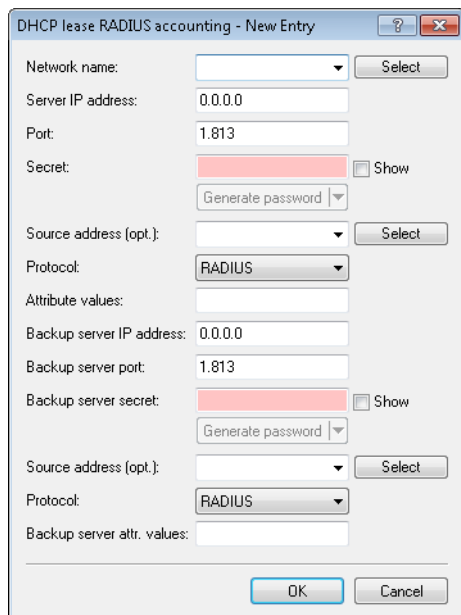 DHCP lease RADIUS accounting - New Entry
Network name: Select
Server IP address: 0.0.0.0
Port: 1.813
Secret: Show
Generate password
Source address (opt.): Select
Protocol: RADIUS
Attribute values:
Backup server IP address: 0.0.0.0
Backup server port: 1.813
Backup server secret: Show
Generate password
Source address (opt.): Select
Protocol: RADIUS
Backup server attr. values:
OK Cancel